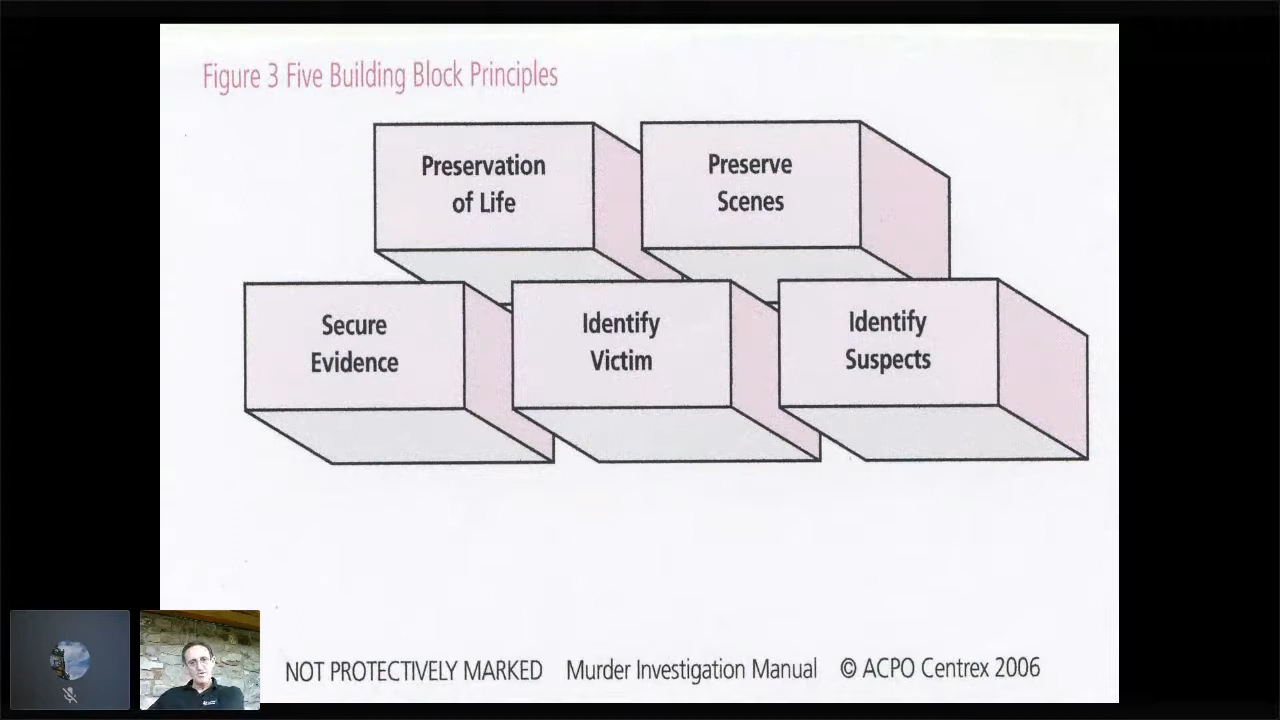 Figure 3 Five Building Block Principles
Preservation
of Life
Preserve
Scenes
Secure
Evidence
Identify
Victim
Identify
Suspects
NOT PROTECTIVELY MARKED Murder Investigation Manual © ACPO Centrex 2006